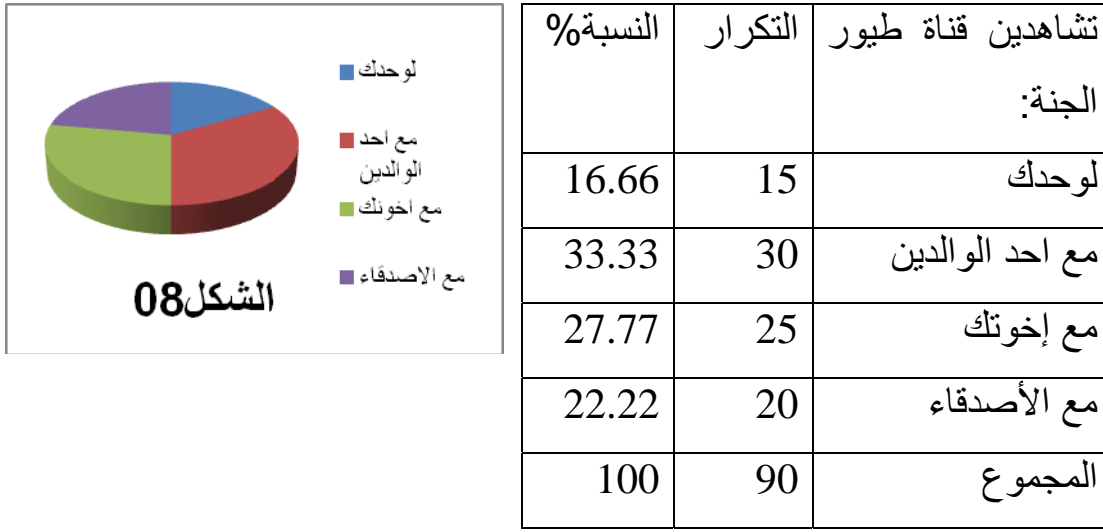 تشاهدين قناة طيور الجنة: التكرار النسبة%
لوحدك 15 16.66
مع احد الوالدين 30 33.33
مع إخوتك 25 27.77
مع الأصدقاء 20 22.22
المجموع 90 100
لوحدك
مع احد
الوالدين
مع اخونك
مع الاصدقاء
الشكل08